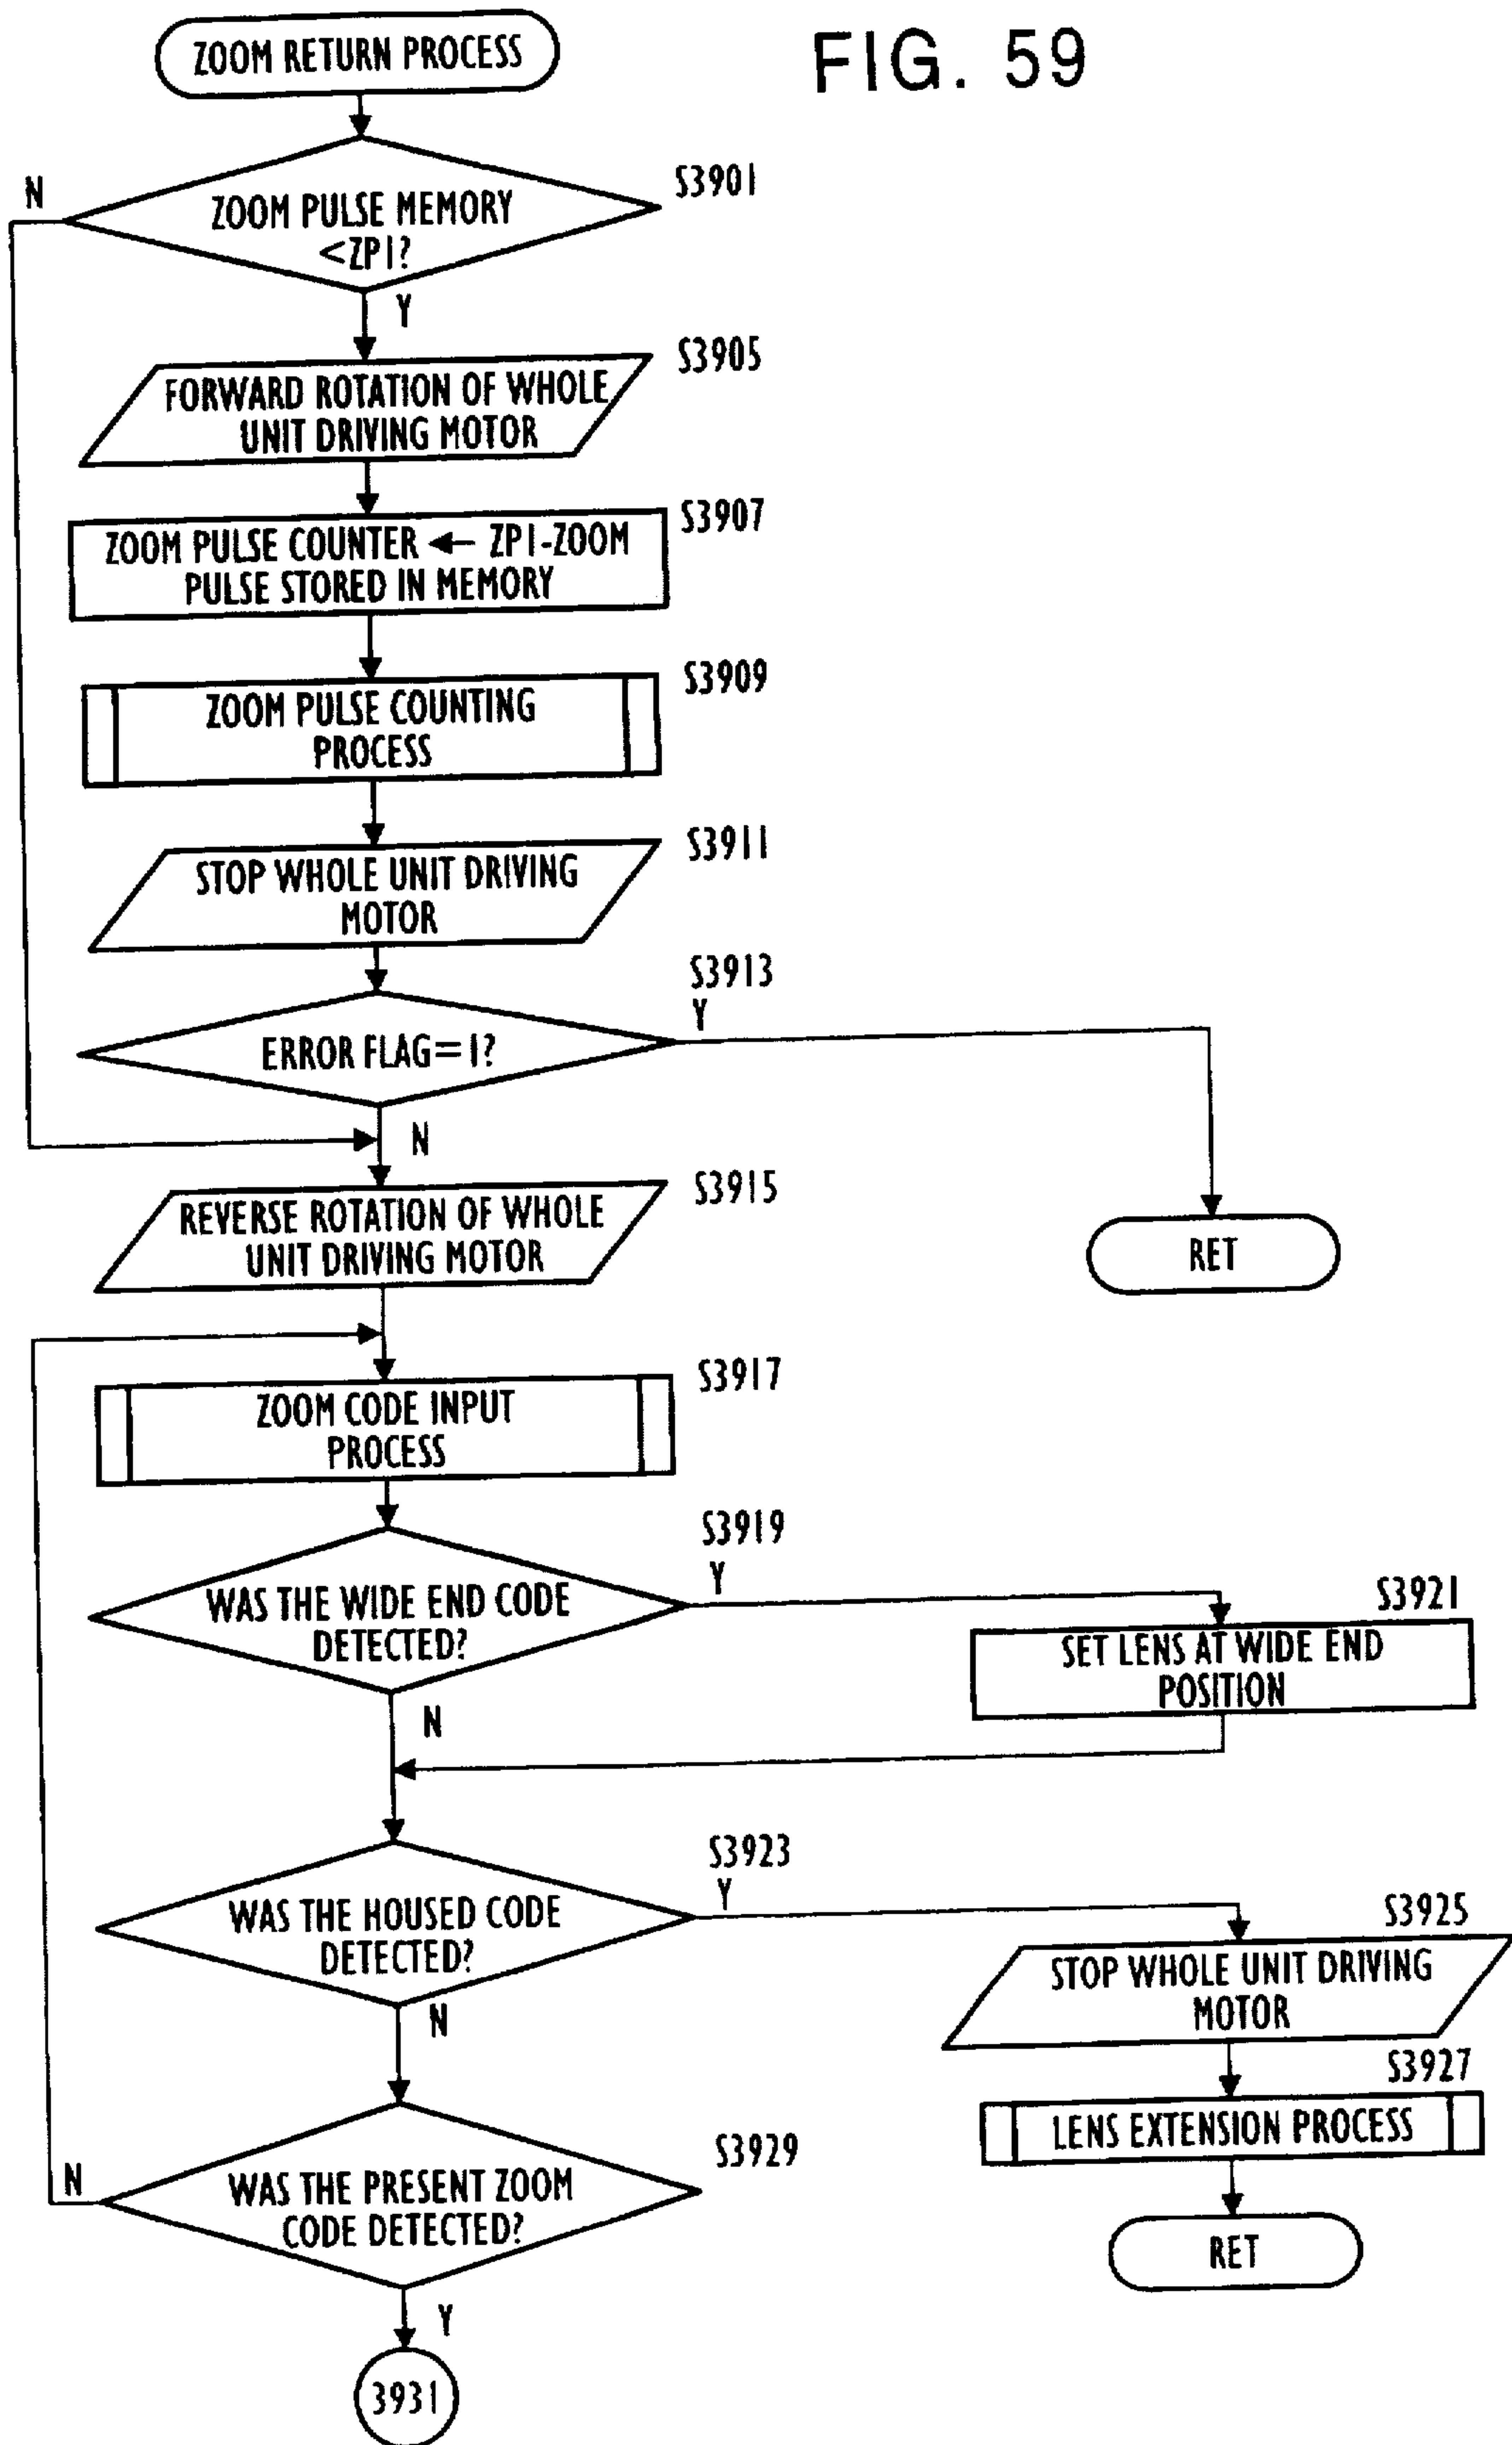 FIG. 59
ZOOM RETURN PROCESS
S3901
N
ZOOM PULSE MEMORY
<ZP1?
Y
S3905
FORWARD ROTATION OF WHOLE
UNIT DRIVING MOTOR
S3907
ZOOM PULSE COUNTER ← ZP1-ZOOM
PULSE STORED IN MEMORY
S3909
ZOOM PULSE COUNTING
PROCESS
S3911
STOP WHOLE UNIT DRIVING
MOTOR
S3913
Y
ERROR FLAG=1?
N
S3915
REVERSE ROTATION OF WHOLE
UNIT DRIVING MOTOR
RET
S3917
ZOOM CODE INPUT
PROCESS
S3919
Y
WAS THE WIDE END CODE
DETECTED?
S3921
SET LENS AT WIDE END
POSITION
N
S3923
Y
WAS THE HOUSED CODE
DETECTED?
S3925
STOP WHOLE UNIT DRIVING
MOTOR
N
S3927
LENS EXTENSION PROCESS
S3929
N
WAS THE PRESENT ZOOM
CODE DETECTED?
RET
Y
3931